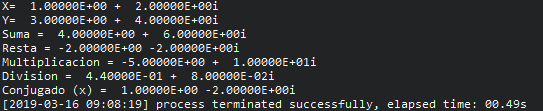 X=  1.00000E+00 +  2.00000E+00i
Y=  3.00000E+00 +  4.00000E+00i
Suma =  4.00000E+00 +  6.00000E+00i
Resta = -2.00000E+00 -2.00000E+00i
Multiplicacion = -5.00000E+00 +  1.00000E+01i
Division =  4.40000E-01 +  8.00000E-02i
Conjugado (x) =  1.00000E+00 -2.00000E+00i
[2019-03-16 09:08:19] process terminated successfully, elapsed time: 00.49s